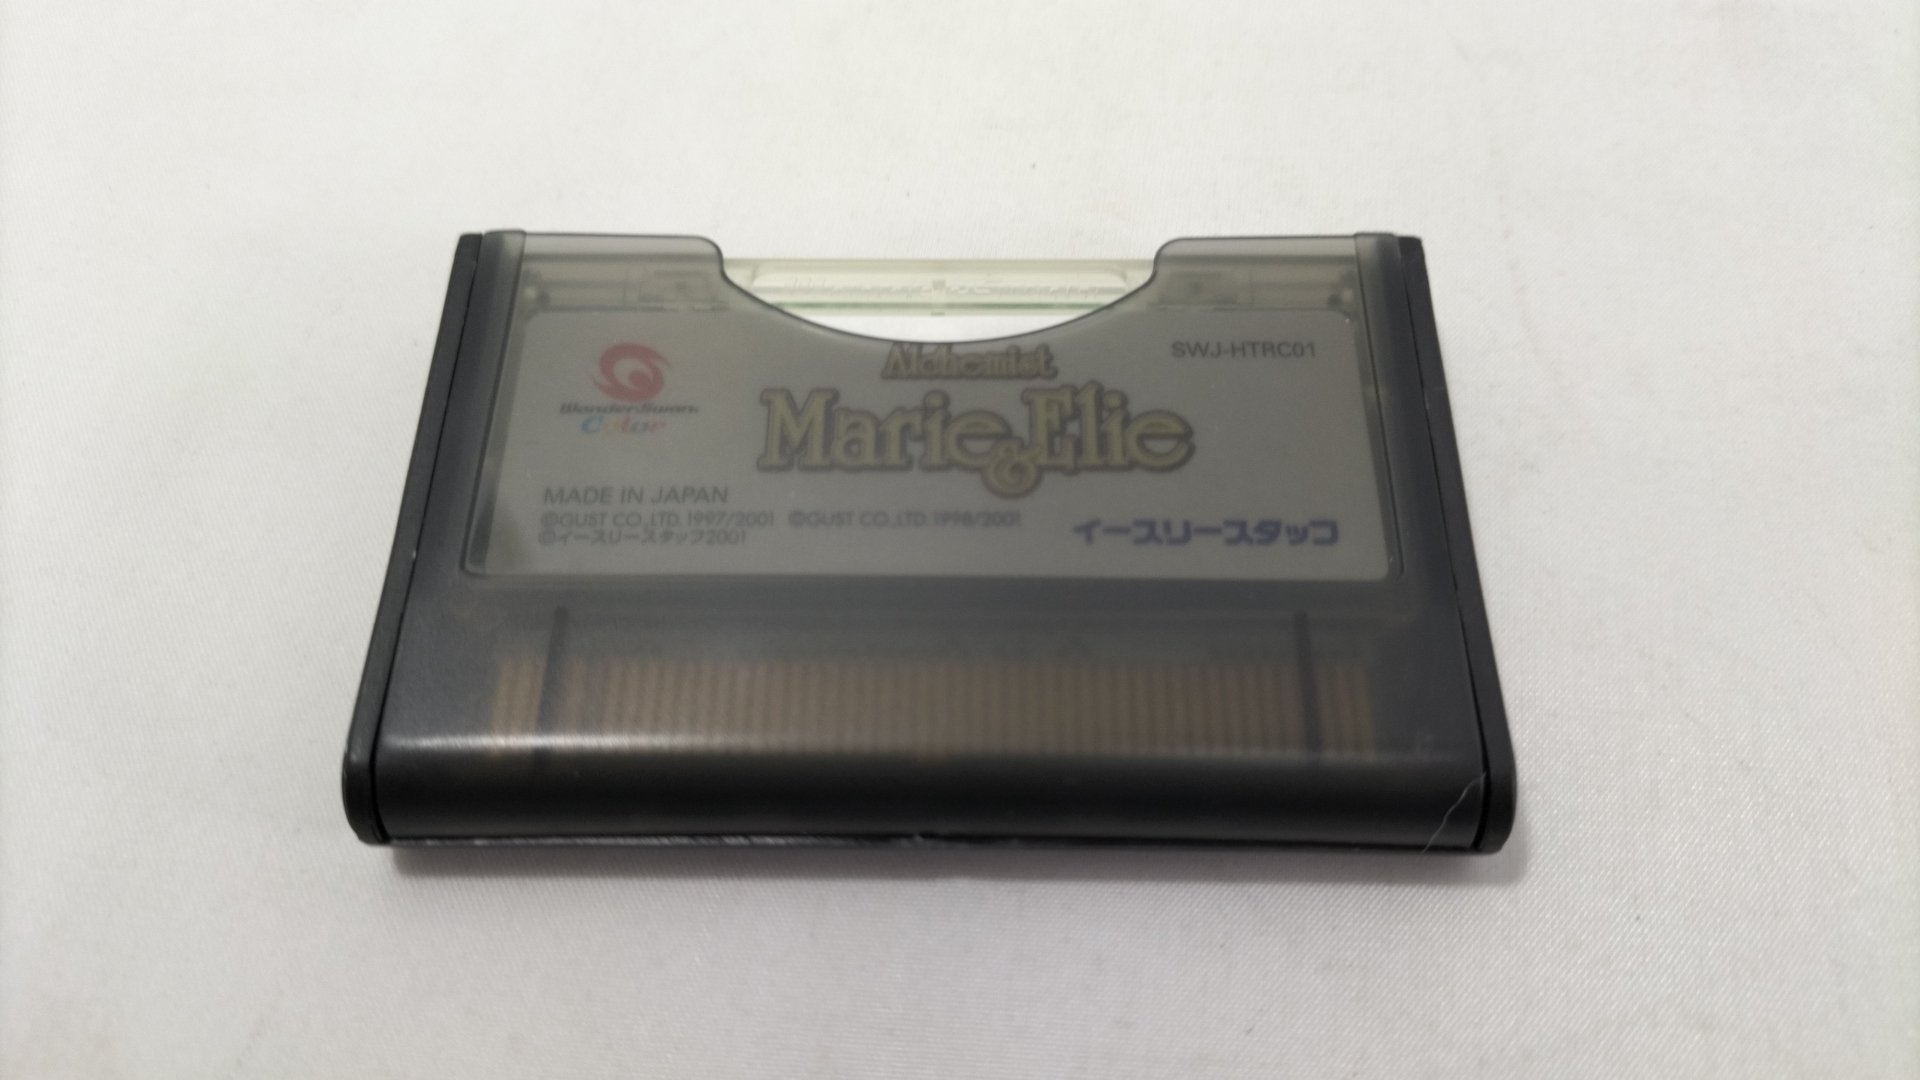 WonderSwan
Color
Alchemist
Marie & Elie
SWJ-HTRC01
MADE IN JAPAN
©GUST CO.,LTD. 1997/2001 ©GUST CO.,LTD. 1998/2001
©イースリースタッフ2001
イースリースタッフ